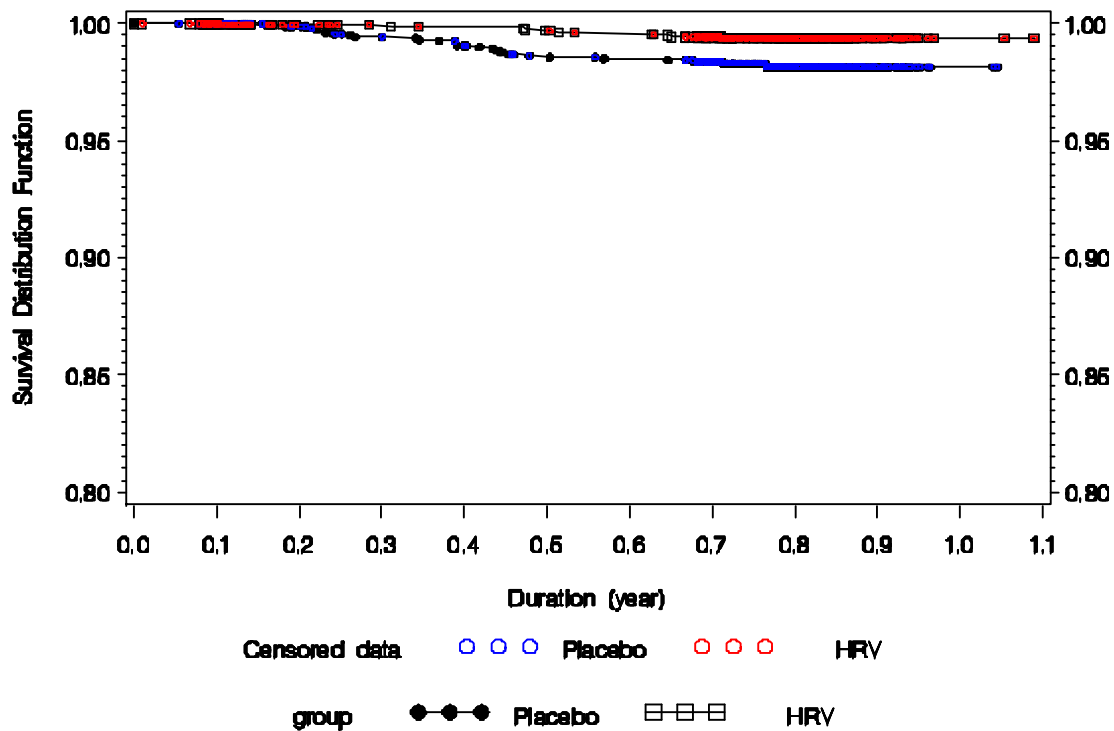 1.00 1.00
0.95 0.95
0.90 0.90
0.85 0.85
0.80 0.80
Survival Distribution Function
0.0 0.1 0.2 0.3 0.4 0.5 0.6 0.7 0.8 0.9 1.0 1.1
Duration (year)
Censored data Placebo HRV
group Placebo HRV